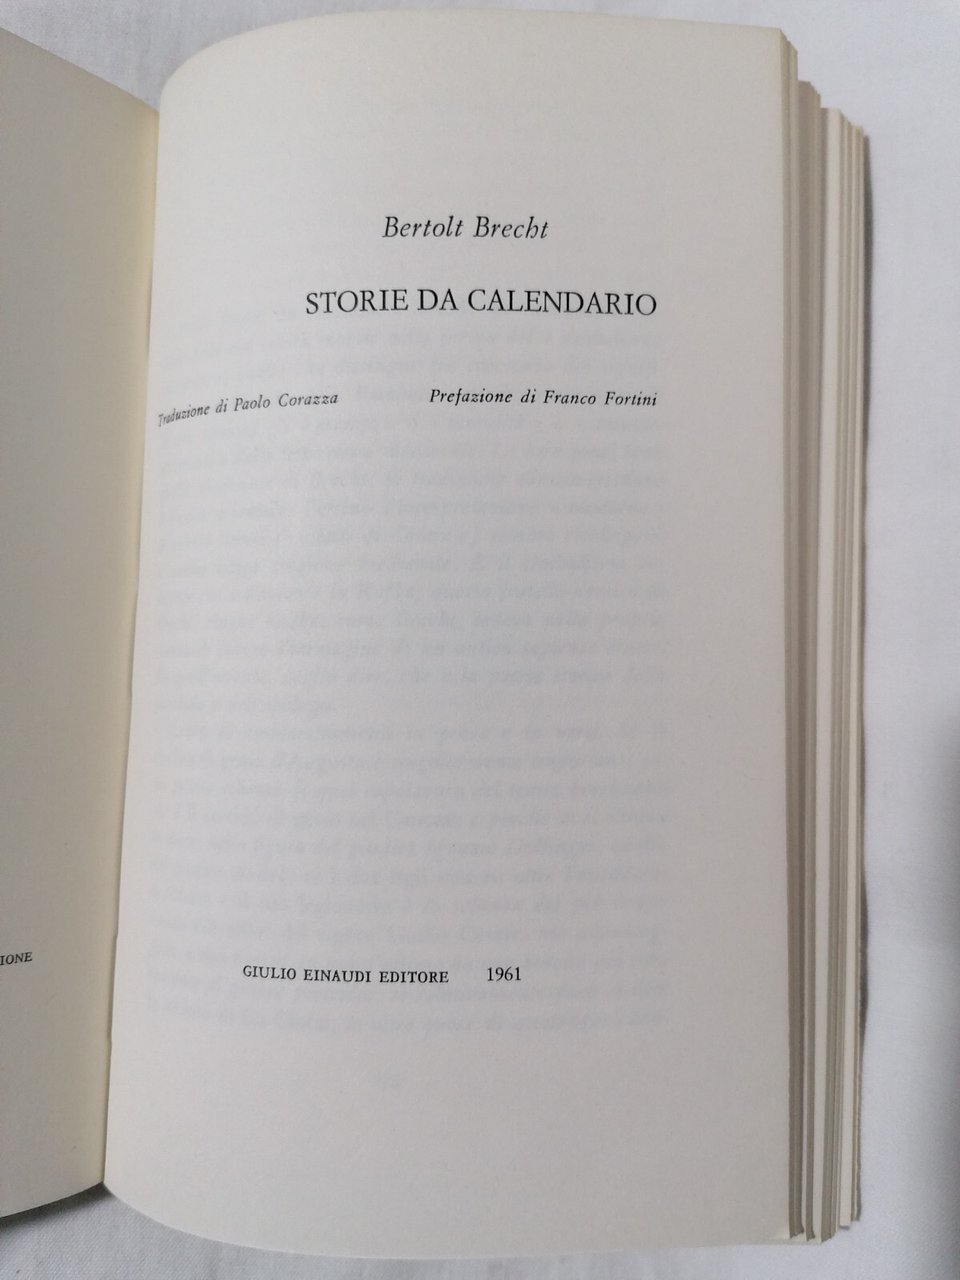 Bertolt Brecht
STORIE DA CALENDARIO
Traduzione di Paolo Corazza Prefazione di Franco Fortini
GIULIO EINAUDI EDITORE 1961
IONE